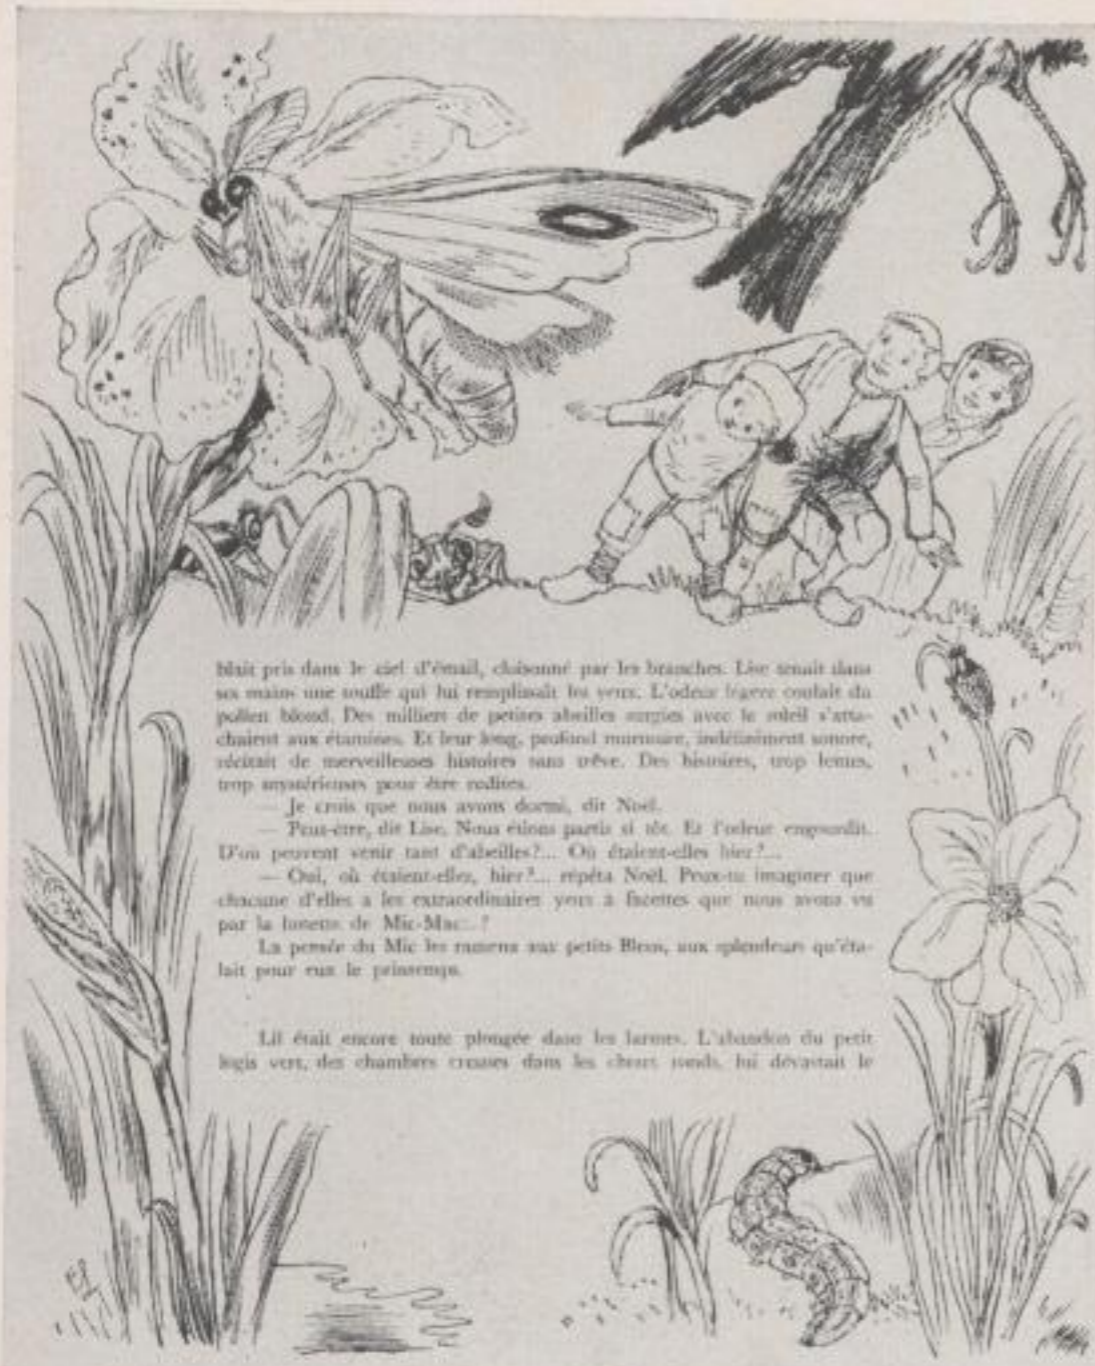 blait pris dans le ciel d'émail, cloisonné par les branches. Lise tenait dans
ses mains une touffe qui lui remplissait les yeux. L'odeur légère coulait du
pollen blond. Des milliers de petites abeilles surgies avec le soleil s'atta-
chaient aux étamines. Et leur long, profond murmure, indéfiniment sonore,
récitait de merveilleuses histoires sans trêve. Des histoires, trop lentes,
trop mystérieuses pour être redites.
— Je crois que nous avons dormi, dit Noël.
— Peut-être, dit Lise. Nous étions partis si tôt. Et l'odeur engourdit.
D'où peuvent venir tant d'abeilles?... Où étaient-elles hier?...
— Oui, où étaient-elles, hier?... répéta Noël. Peux-tu imaginer que
chacune d'elles a les extraordinaires yeux à facettes que nous avons vu
par la lunette de Mic-Mac...?
La pensée du Mic les ramena aux petits Bleus, aux splendeurs qu'éta-
lait pour eux le printemps.
Lil était encore toute plongée dans les larmes. L'abandon du petit
logis vert, des chambres creuses dans les ronds, lui dévastait le